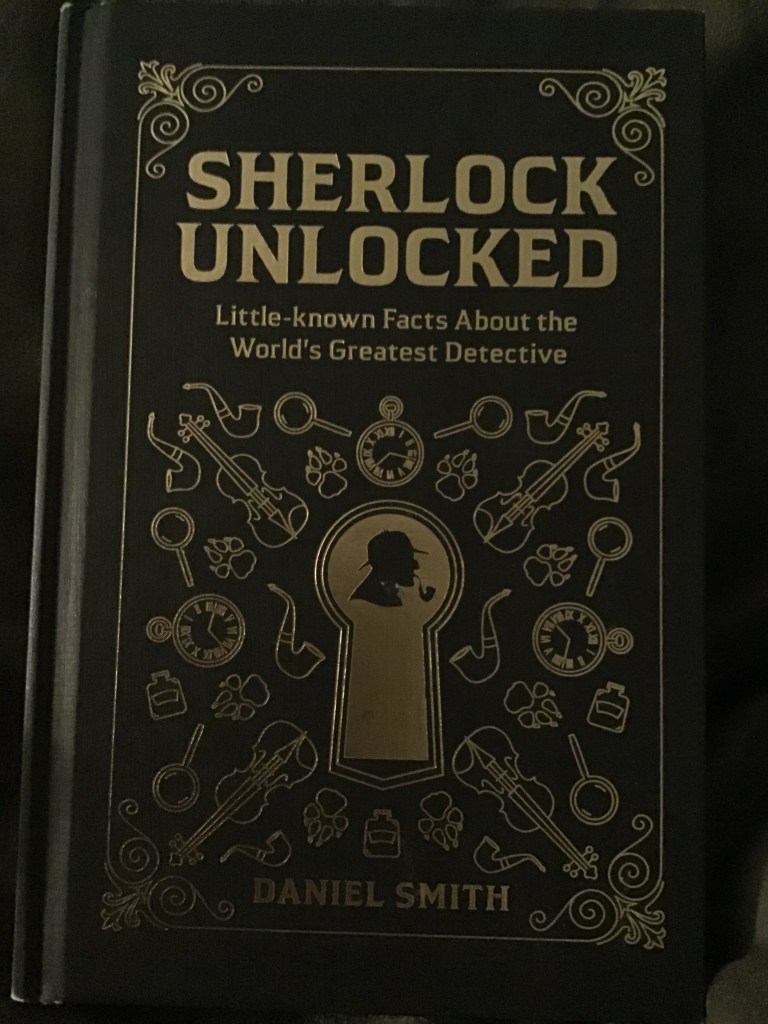 SHERLOCK
UNLOCKED
Little-known Facts About the
World's Greatest Detective
DANIEL SMITH